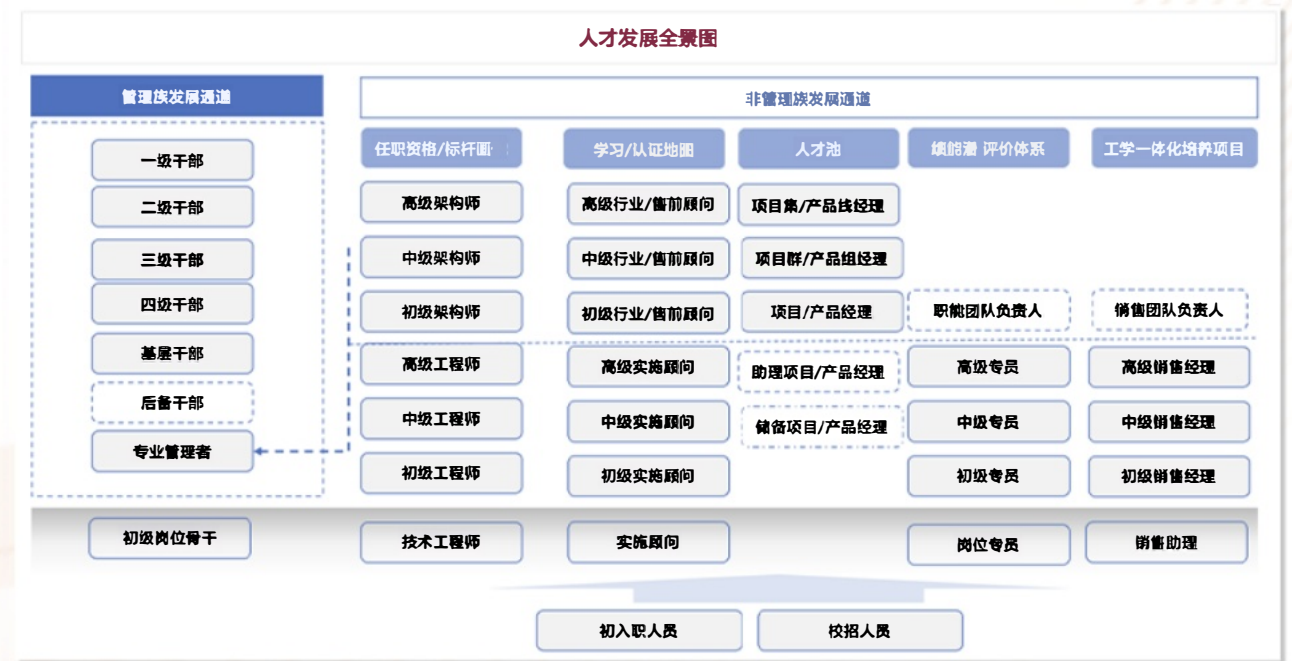 人才发展全景图
管理族发展通道
非管理族发展通道
任职资格/标杆画
学习/认证地图
人才池
绩能潜 评价体系
工学一体化培养项目
一级干部
二级干部
三级干部
四级干部
基层干部
后备干部
专业管理者
高级架构师
高级行业/售前顾问
项目集/产品线经理
中级架构师
中级行业/售前顾问
项目群/产品组经理
初级架构师
初级行业/售前顾问
项目/产品经理
职能团队负责人
销售团队负责人
高级工程师
高级实施顾问
助理项目/产品经理
高级专员
高级销售经理
中级工程师
中级实施顾问
储备项目/产品经理
中级专员
中级销售经理
初级工程师
初级实施顾问
初级专员
初级销售经理
初级岗位骨干
技术工程师
实施顾问
岗位专员
销售助理
初入职人员
校招人员